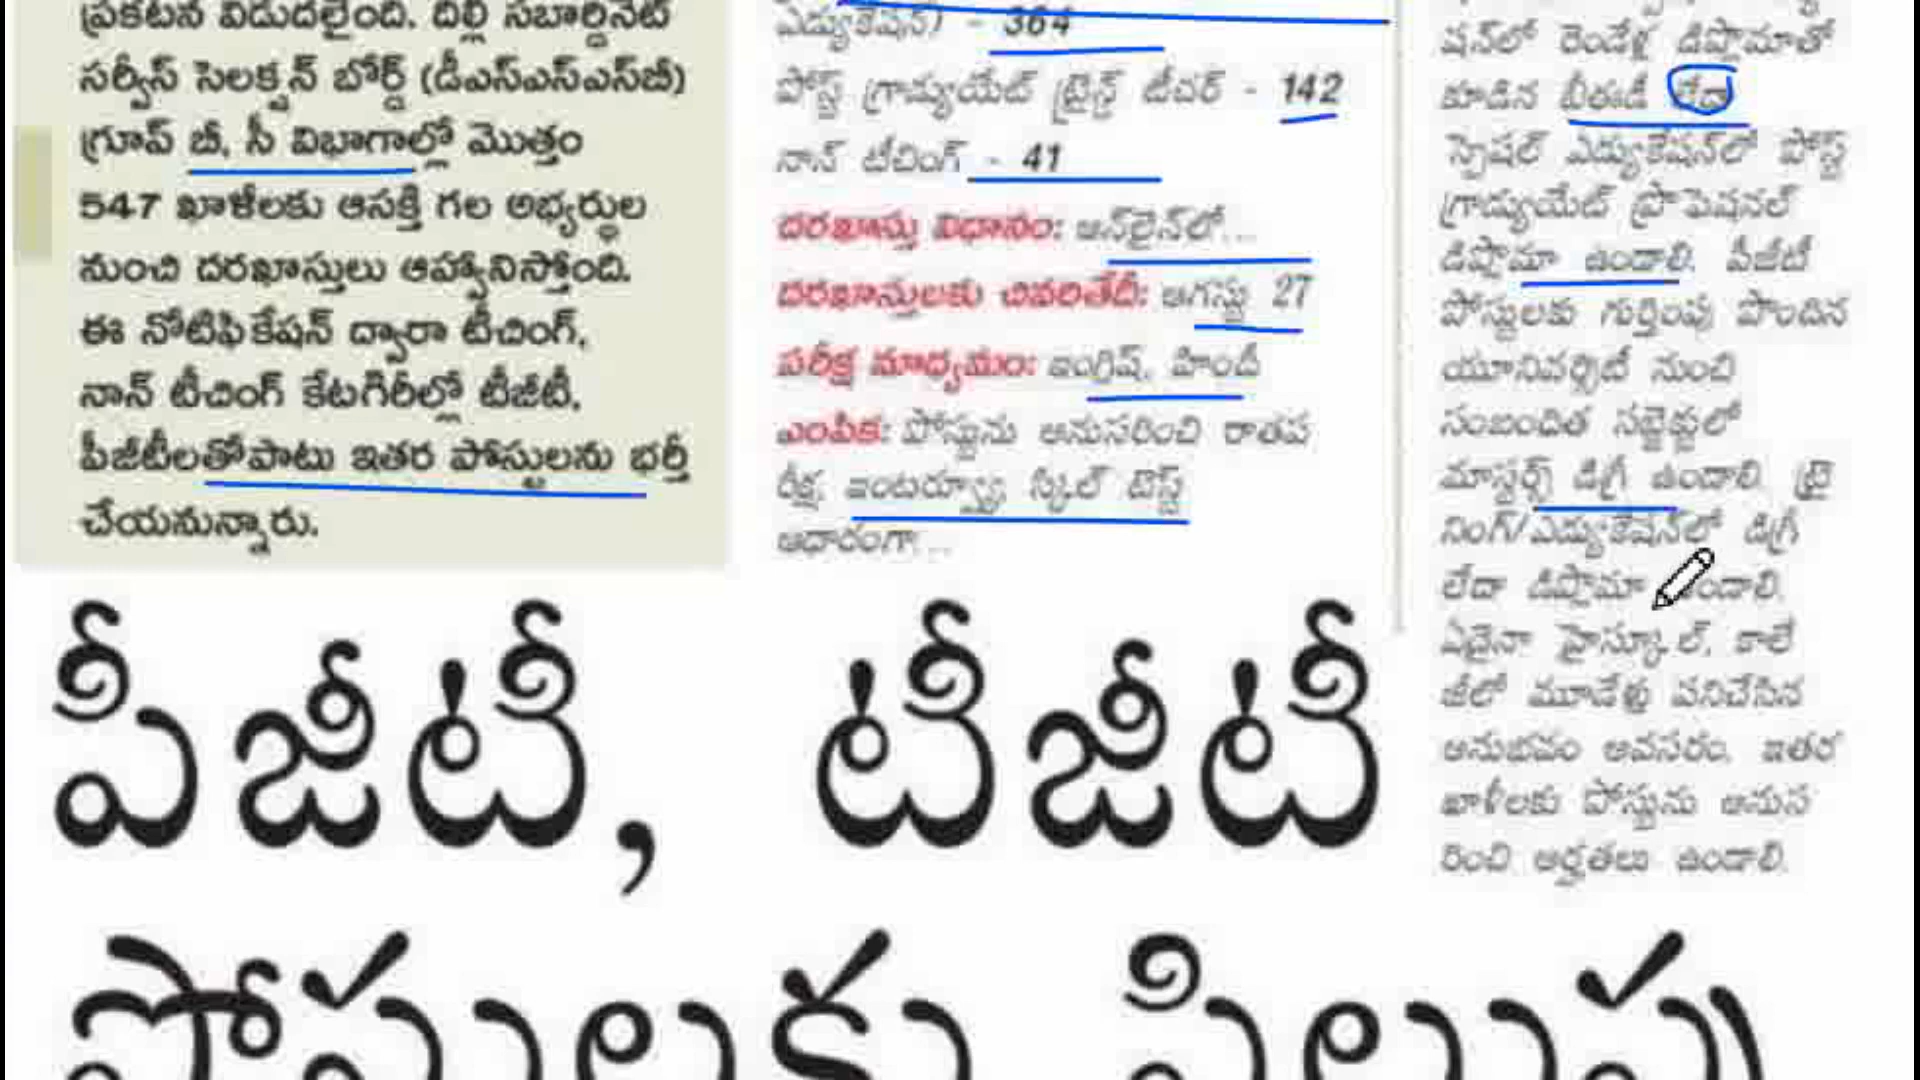 ప్రకటన విడుదలైంది. దిల్లీ సబార్డినేట్
సర్వీస్ సెలక్షన్ బోర్డ్ (డీఎస్ఎస్ఎస్‌బీ)
గ్రూప్ బీ, సీ విభాగాల్లో మొత్తం
547 ఖాళీలకు ఆసక్తి గల అభ్యర్థుల
నుంచి దరఖాస్తులు ఆహ్వానిస్తోంది.
ఈ నోటిఫికేషన్ ద్వారా టీచింగ్,
నాన్ టీచింగ్ కేటగిరీల్లో టీజీటీ,
పీజీటీలతోపాటు ఇతర పోస్టులను భర్తీ
చేయనున్నారు.
ఎడ్యుకేషన్) - 364
పోస్ట్ గ్రాడ్యుయేట్ ట్రైన్డ్ టీచర్ - 142
నాన్ టీచింగ్ - 41
దరఖాస్తు విధానం: ఆన్‌లైన్‌లో...
దరఖాస్తులకు చివరితేదీ: ఆగస్టు 27
పరీక్ష మాధ్యమం: ఇంగ్లిష్, హిందీ
ఎంపిక: పోస్టును అనుసరించి రాతప
రీక్ష, ఇంటర్వ్యూ, స్కిల్ టెస్ట్
ఆధారంగా...
షన్‌లో రెండేళ్ల డిప్లొమాతో
కూడిన బీఈడీ లేదా
స్పెషల్ ఎడ్యుకేషన్‌లో పోస్ట్
గ్రాడ్యుయేట్ ప్రొఫెషనల్
డిప్లొమా ఉండాలి. పీజీటీ
పోస్టులకు గుర్తింపు పొందిన
యూనివర్సిటీ నుంచి
సంబంధిత సబ్జెక్టులో
మాస్టర్స్ డిగ్రీ ఉండాలి. ట్రై
నింగ్/ఎడ్యుకేషన్‌లో డిగ్రీ
లేదా డిప్లొమా ఉండాలి.
ఏదైనా హైస్కూల్, కాలే
జీలో మూడేళ్లు పనిచేసిన
అనుభవం అవసరం. ఇతర
ఖాళీలకు పోస్టును అనుస
రించి అర్హతలు ఉండాలి.
పీజీటీ, టీజీటీ
పోస్టులకు పిలుపు